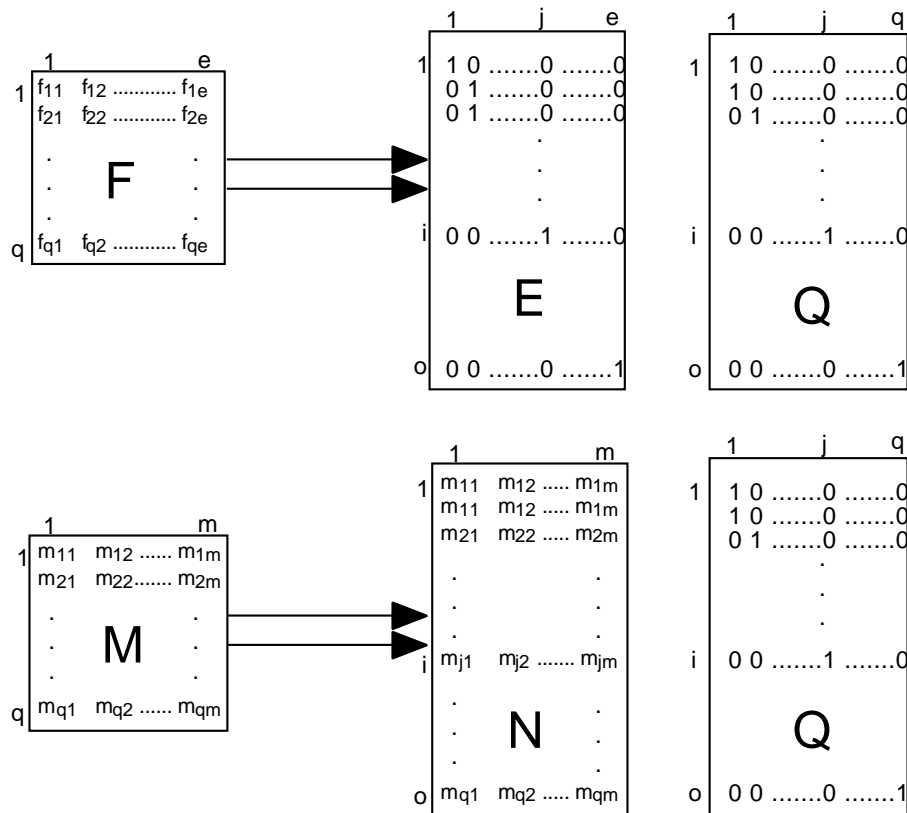 1 e
1 f11 f12 ............ f1e
f21 f22 ............ f2e
. .
. F .
. .
q fq1 fq2 ............ fqe
1 j e
1 1 0 .......0 ......0
0 1 .......0 ......0
0 1 .......0 ......0
.
.
.
i 0 0 .......1 ......0
E
o 0 0 .......0 .......1
1 j q
1 1 0 .......0 ......0
1 0 .......0 ......0
0 1 .......0 ......0
.
.
.
i 0 0 .......1 ......0
Q
o 0 0 .......0 .......1
1 m
1 m11 m12 ...... m1m
m21 m22....... m2m
. .
. M .
. .
q mq1 mq2 ...... mqm
1 m
1 m11 m12 ..... m1m
m11 m12 ..... m1m
m21 m22 ..... m2m
. .
. .
. .
i mj1 mj2 ....... mjm
. .
. N .
. .
o mq1 mq2 ..... mqm
1 j q
1 1 0 .......0 ......0
1 0 .......0 ......0
0 1 .......0 ......0
.
.
.
i 0 0 .......1 ......0
Q
o 0 0 .......0 .......1